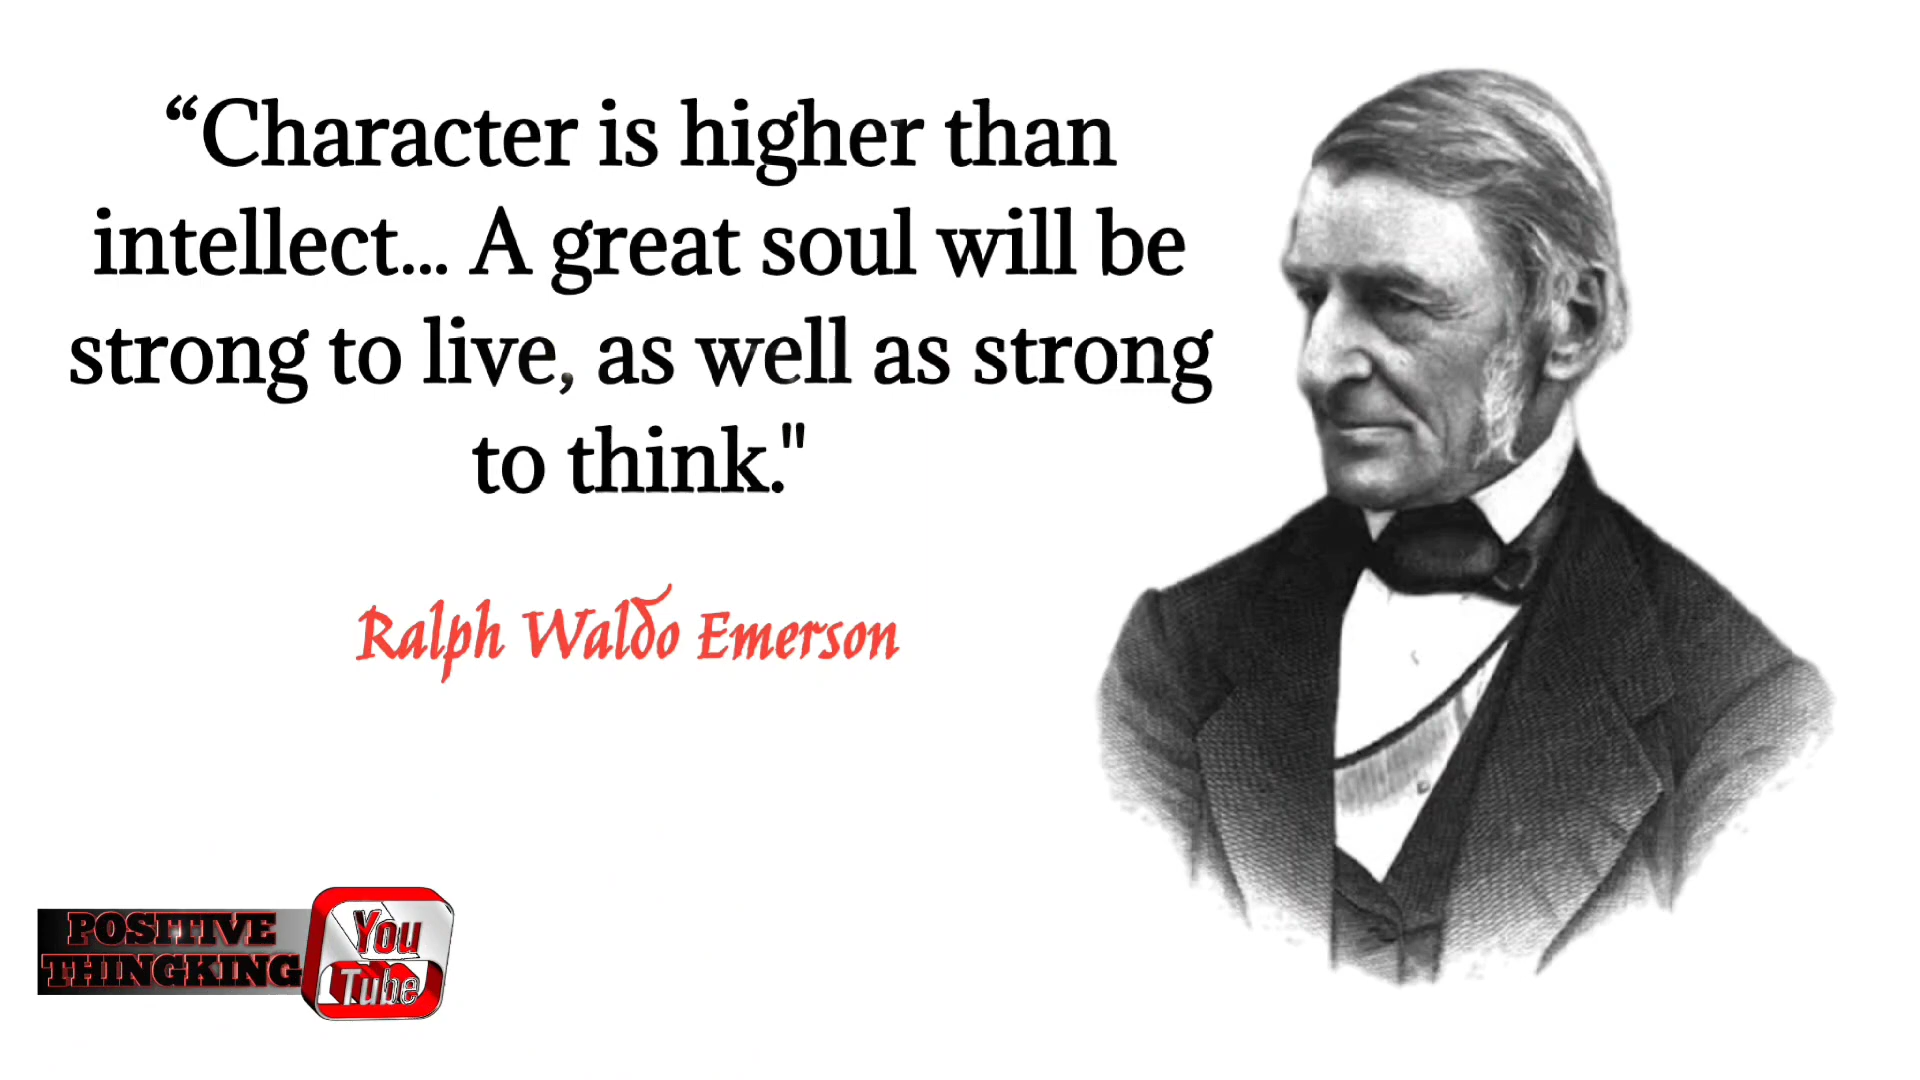 “Character is higher than
intellect... A great soul will be
strong to live, as well as strong
to think."
Ralph Waldo Emerson
POSITIVE
THINGKING
You
Tube